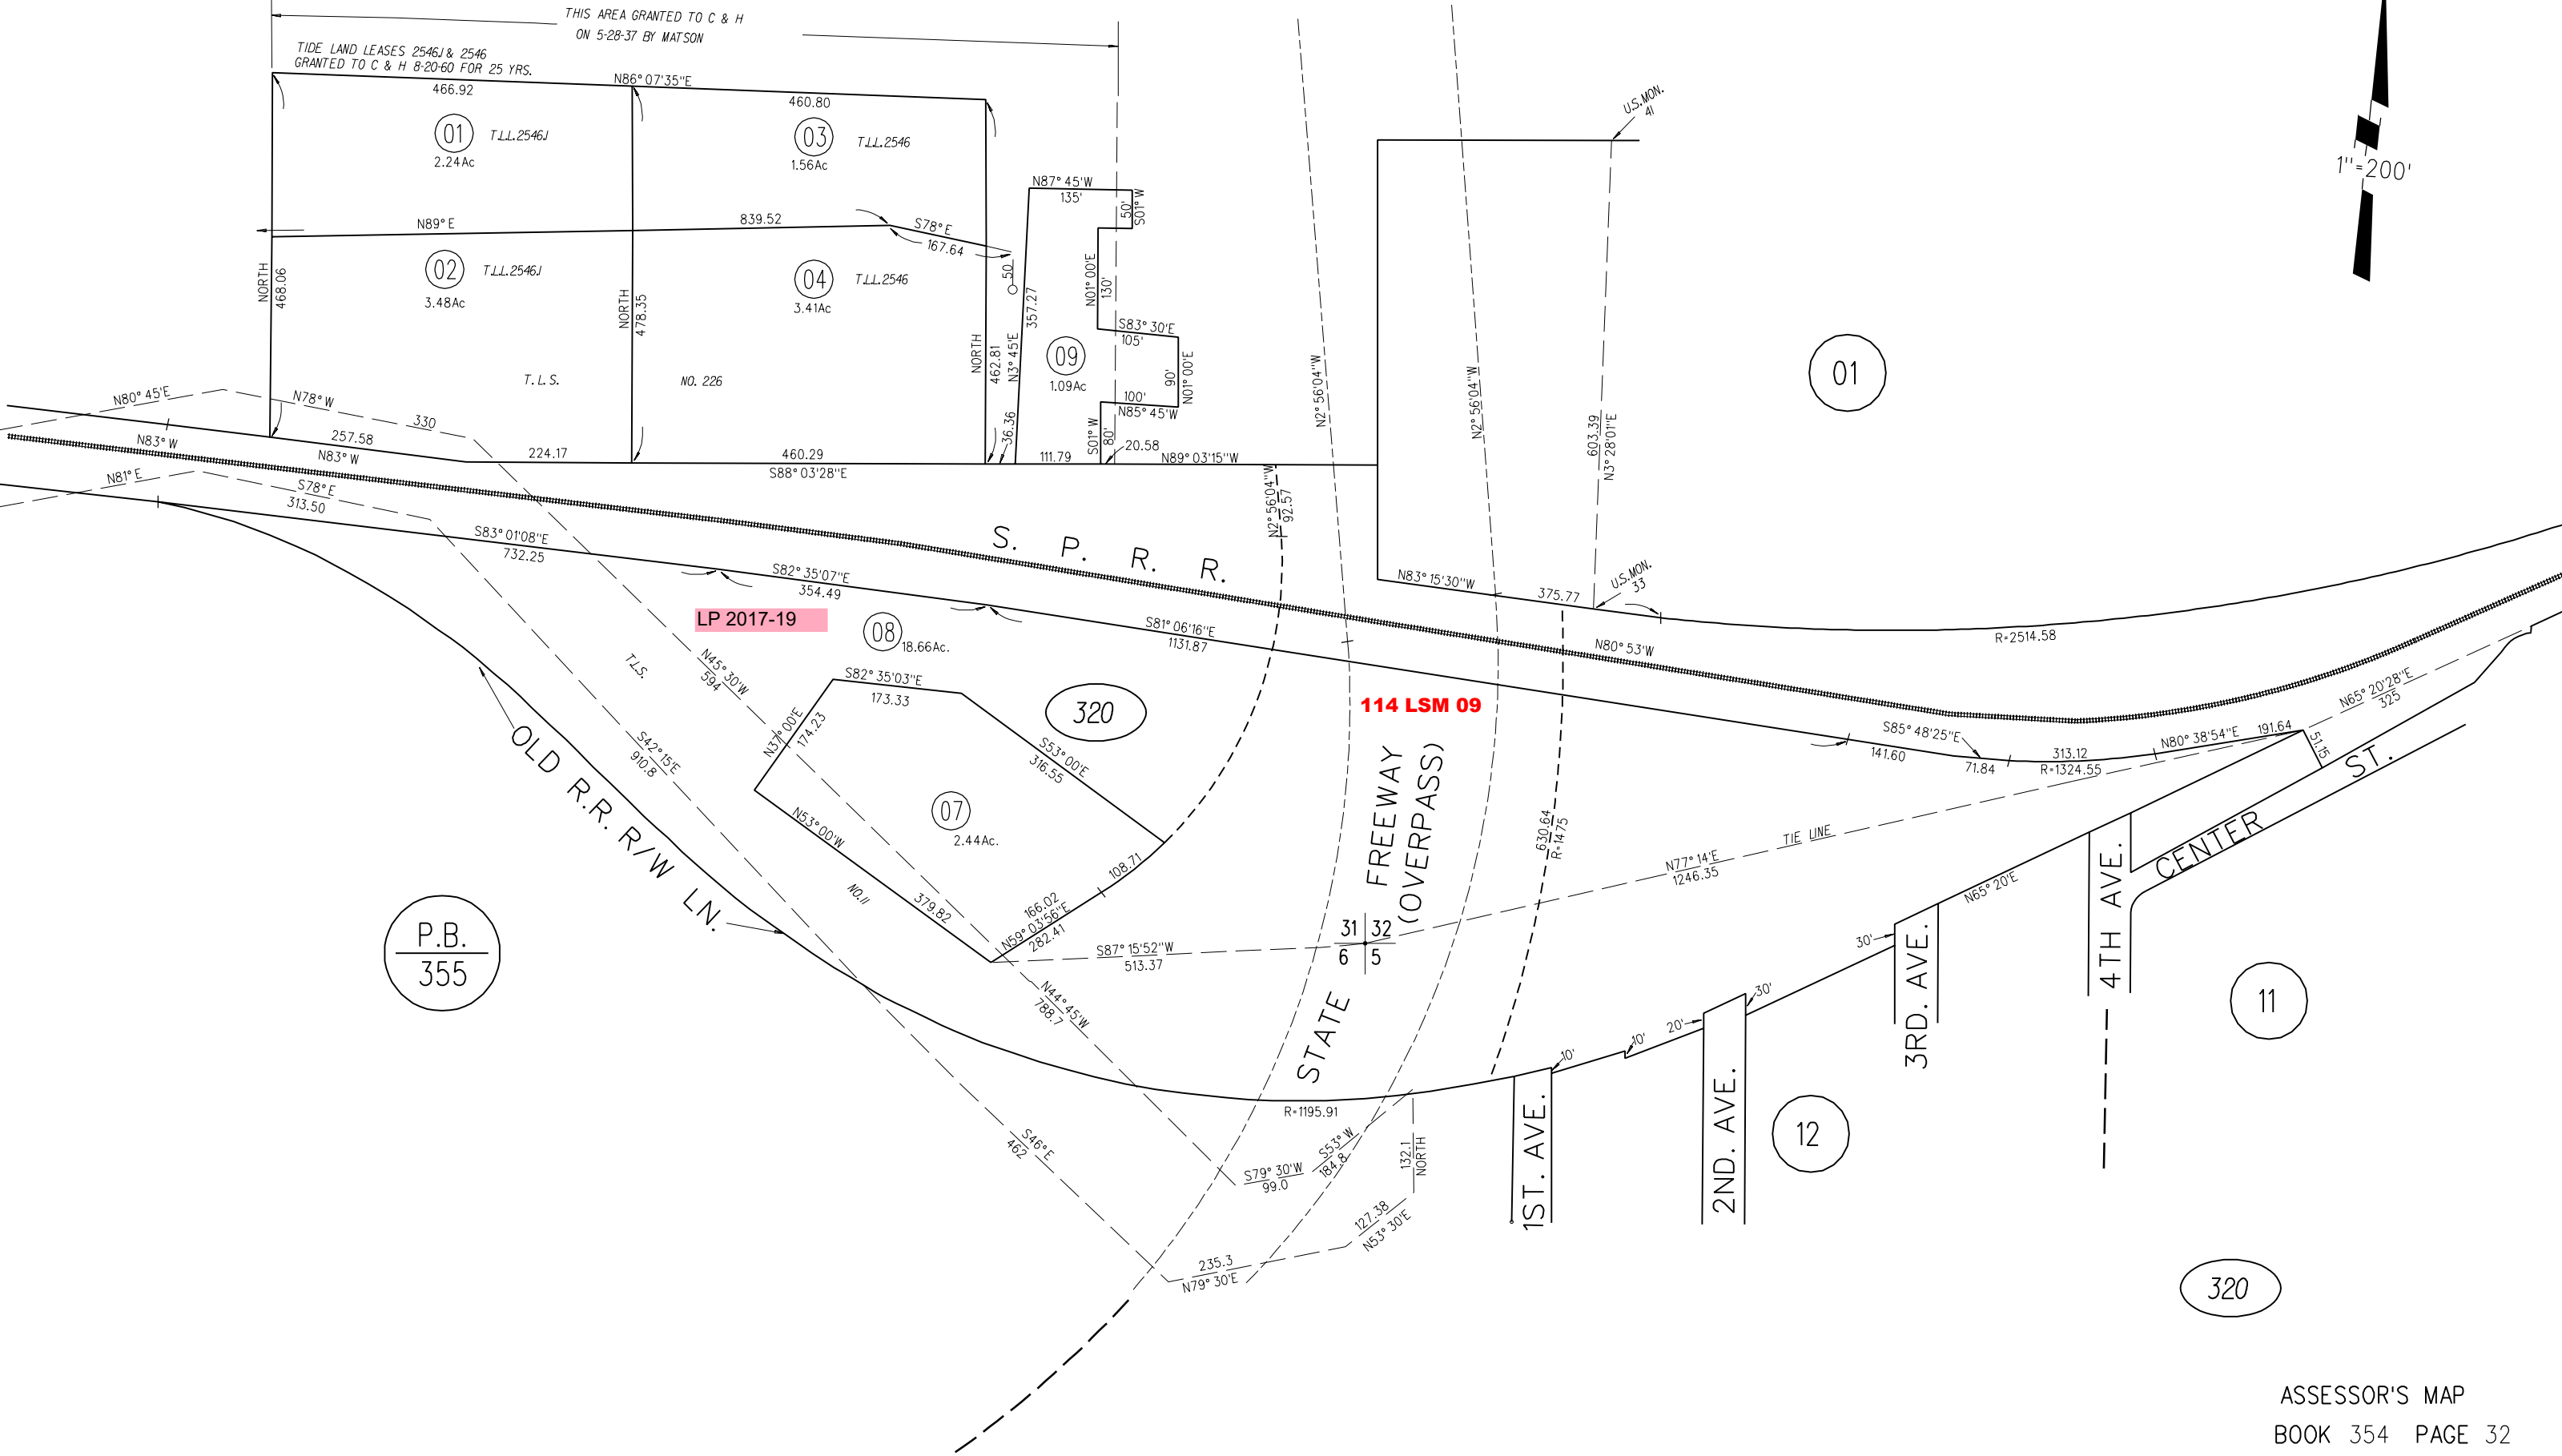 THIS AREA GRANTED TO C & H
ON 5-28-37 BY MATSON
TIDE LAND LEASES 2546J & 2546
GRANTED TO C & H 8-20-60 FOR 25 YRS.
N86° 07'35"E
466.92
460.80
01
T.L.L.2546J
2.24Ac
03
T.L.L.2546
1.56Ac
N89° E
839.52
S78° E
167.64
02
T.L.L.2546J
3.48Ac
04
T.L.L.2546
3.41Ac
NORTH
468.06
NORTH
478.35
NORTH
462.81
T. L. S.
NO. 226
50
N3° 45'E
357.27
36.36
N87° 45'W
135'
50'
S01° W
N01° 00'E
130'
S83° 30'E
105'
09
1.09Ac
90'
N01° 00'E
100'
N85° 45'W
S01° W
80'
20.58
111.79
N89° 03'15"W
U.S.MON.
41
1"=200'
N2° 56'04"W
N2° 56'04"W
603.39
N3° 28'01"E
01
N80° 45'E
N78° W
330
N83° W
257.58
N83° W
224.17
460.29
S88° 03'28"E
N81° E
S78° E
313.50
S83° 01'08"E
732.25
S82° 35'07"E
354.49
N2° 56'04"W
92.57
S. P. R. R.
N83° 15'30"W
375.77
U.S.MON.
33
LP 2017-19
08
18.66Ac.
S81° 06'16"E
1131.87
N80° 53'W
R=2514.58
T.L.S.
N45° 30'W
594
S82° 35'03"E
173.33
320
114 LSM 09
N65° 20'28"E
325
N37° 00'E
174.23
S53° 00'E
316.55
S42° 15'E
910.8
S85° 48'25"E
141.60
71.84
313.12
R=1324.55
N80° 38'54"E
191.64
51.15
OLD R.R. R/W LN.
07
2.44Ac.
N53° 00'W
379.82
NO.11
108.71
166.02
N59° 03'56"E
282.41
STATE FREEWAY
(OVERPASS)
630.64
R=1475
TIE LINE
N77° 14'E
1246.35
N65° 20'E
CENTER ST.
4TH AVE.
P.B.
355
S87° 15'52"W
513.37
31 32
6 5
30'
3RD. AVE.
11
N44° 45'W
788.7
30'
20'
10'
10'
R=1195.91
S46° E
462
S79° 30'W
99.0
S53° W
184.8
132.1
NORTH
127.38
N53° 30'E
235.3
N79° 30'E
1ST. AVE.
2ND. AVE.
12
320
ASSESSOR'S MAP
BOOK 354 PAGE 32